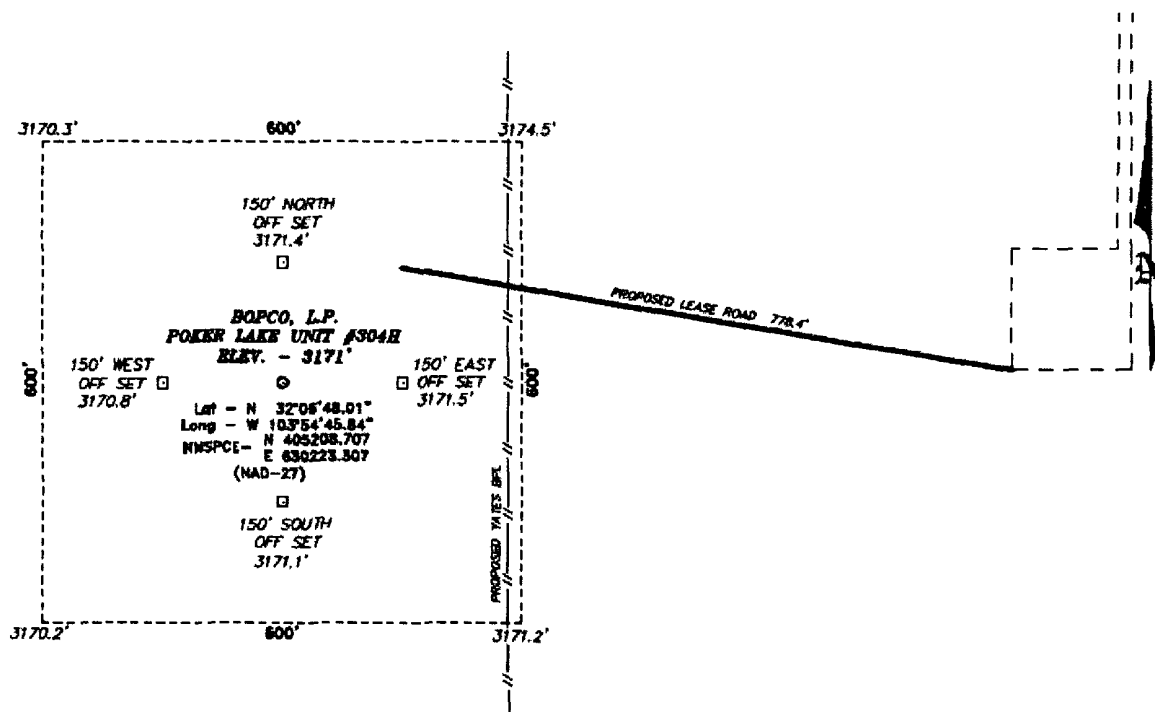 3170.3'
600'
3174.5'
150' NORTH
OFF SET
3171.4'
PROPOSED LEASE ROAD 778.4'
BOPCO, L.P.
POKER LAKE UNIT #304H
ELEV. - 3171'
600'
150' WEST
OFF SET
3170.8'
150' EAST
OFF SET
3171.5'
600'
Lat - N 32°06'48.01"
Long - W 103°54'45.84"
NMSPCE- N 405208.707
E 630223.507
(NAD-27)
150' SOUTH
OFF SET
3171.1'
PROPOSED YATES BPL
3170.2'
600'
3171.2'